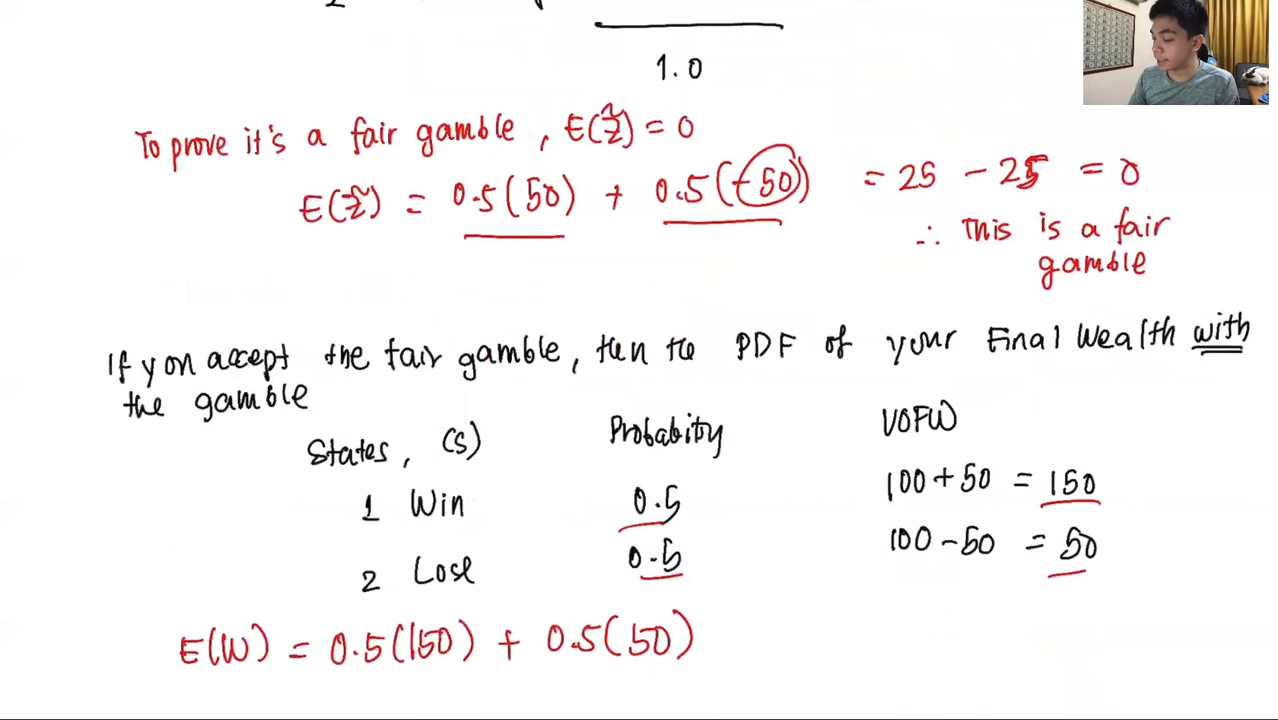 1.0
To prove it's a fair gamble, E(z̃) = 0
E(z̃) = 0.5(50) + 0.5(-50) = 25 - 25 = 0
∴ This is a fair
gamble
If you accept the fair gamble, then the PDF of your Final Wealth with
the gamble
States, (s) Probabity VOFW
1 Win 0.5 100+50 = 150
2 Lose 0.5 100-50 = 50
E(W) = 0.5(150) + 0.5(50)